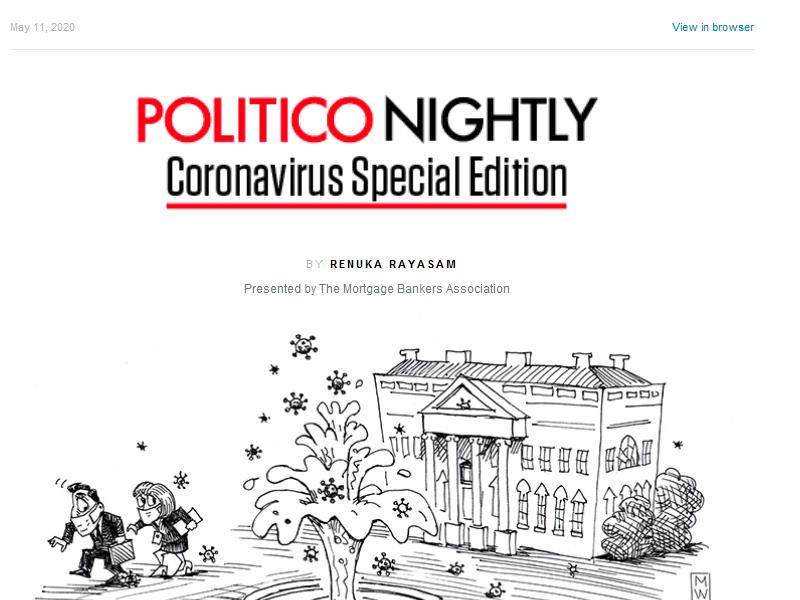 May 11, 2020
View in browser
POLITICO NIGHTLY
Coronavirus Special Edition
BY RENUKA RAYASAM
Presented by The Mortgage Bankers Association
M
W